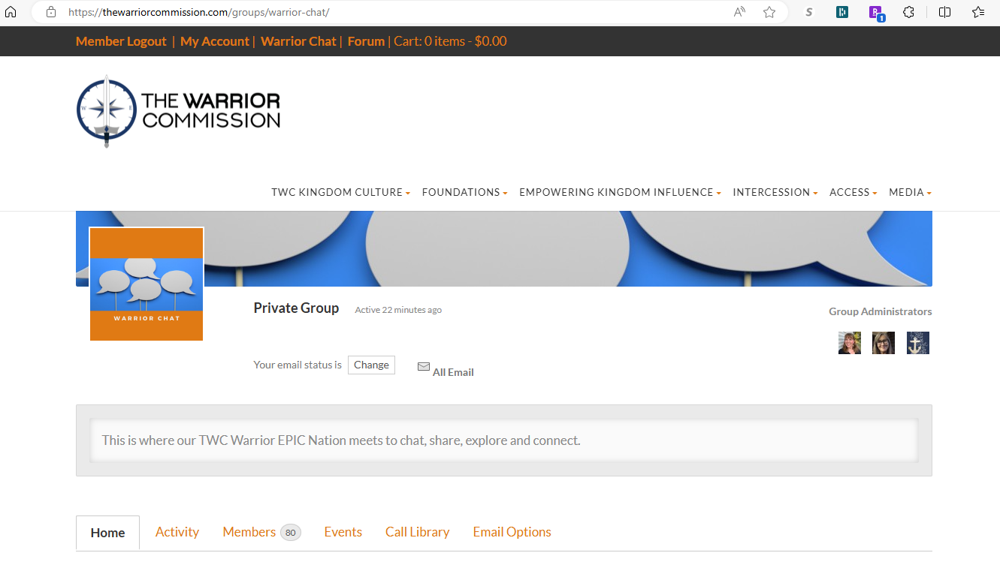 https://thewarriorcommission.com/groups/warrior-chat/
1
Member Logout | My Account | Warrior Chat | Forum | Cart: 0 items - $0.00
W E
THE WARRIOR
COMMISSION
TWC KINGDOM CULTURE FOUNDATIONS EMPOWERING KINGDOM INFLUENCE INTERCESSION ACCESS MEDIA
WARRIOR CHAT
Private Group Active 22 minutes ago
Group Administrators
Your email status is Change All Email
This is where our TWC Warrior EPIC Nation meets to chat, share, explore and connect.
Home Activity Members 80 Events Call Library Email Options